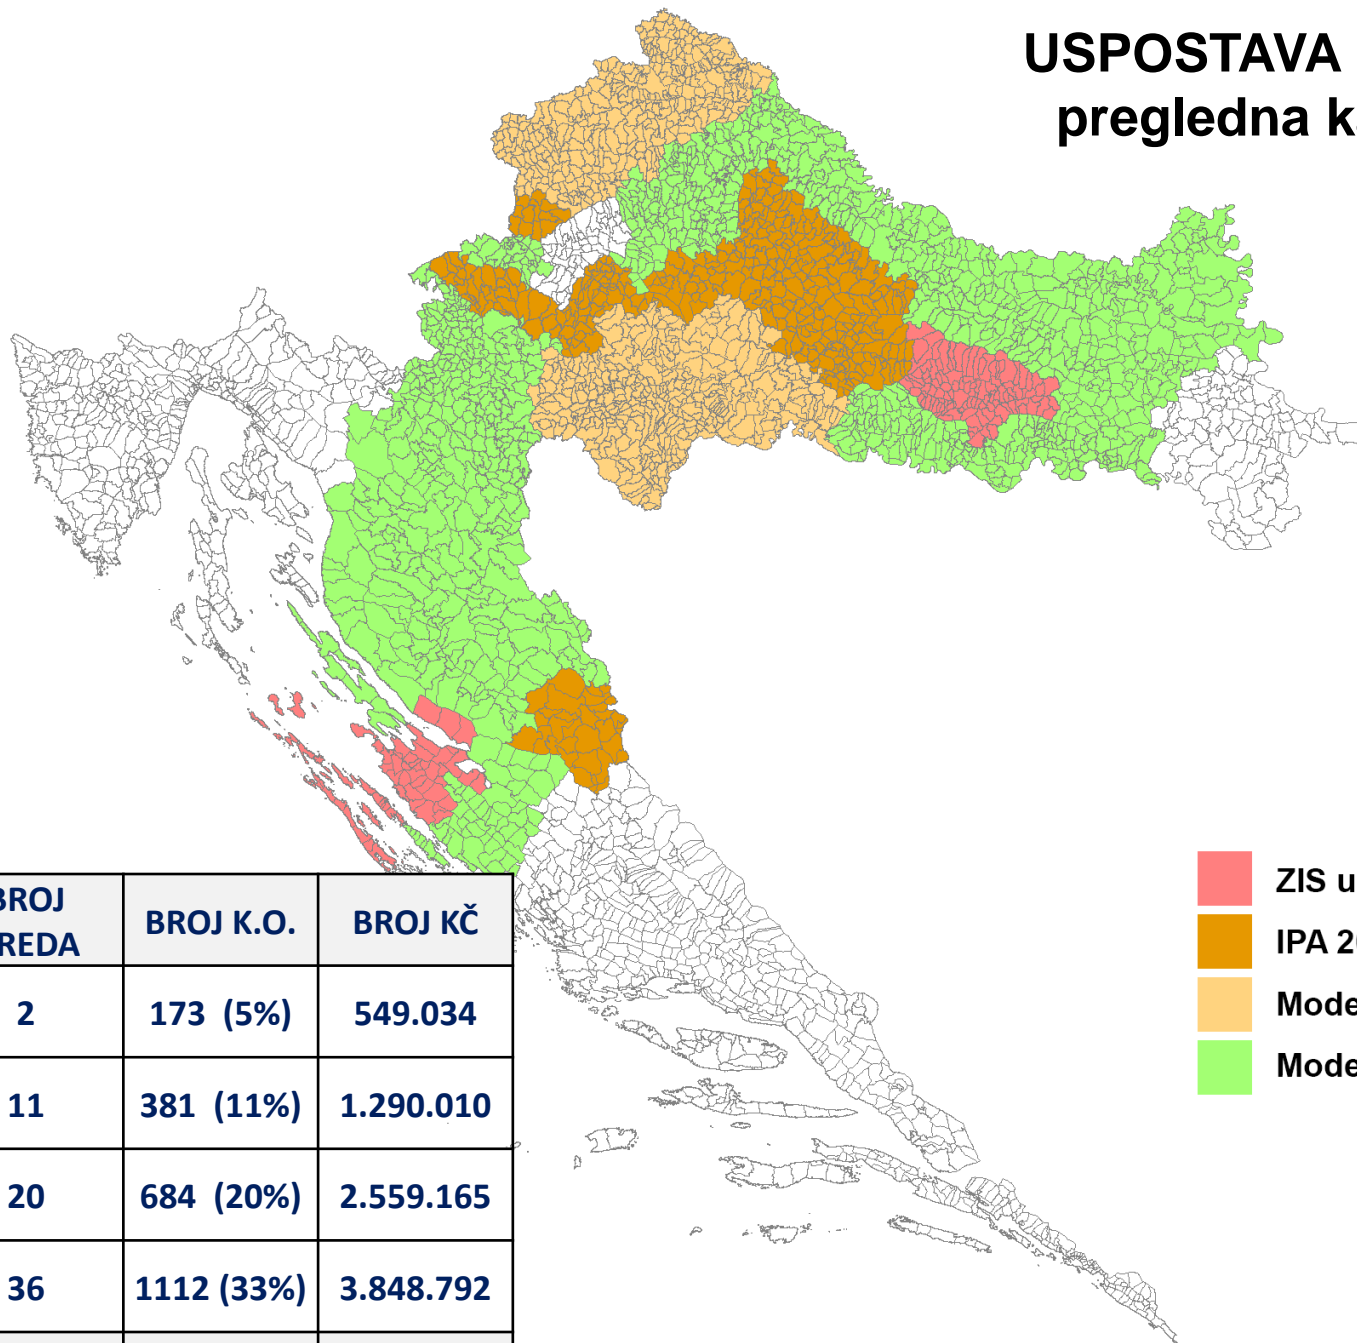 USPOSTAVA
pregledna k
ZIS u
IPA 2
Mode
Mode
BROJ
REDA BROJ K.O. BROJ KČ
2 173 (5%) 549.034
11 381 (11%) 1.290.010
20 684 (20%) 2.559.165
36 1112 (33%) 3.848.792